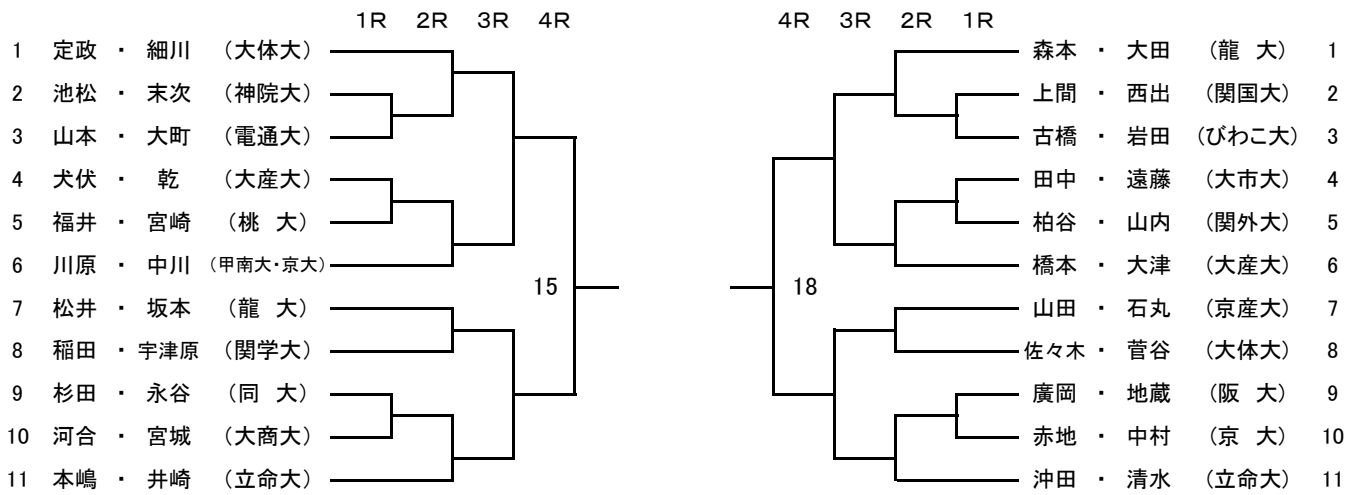 1R 2R 3R 4R
1 定政 ・ 細川 (大体大)
2 池松 ・ 末次 (神院大)
3 山本 ・ 大町 (電通大)
4 犬伏 ・ 乾 (大産大)
5 福井 ・ 宮崎 (桃 大)
6 川原 ・ 中川 (甲南大・京大)
7 松井 ・ 坂本 (龍 大)
8 稲田 ・ 宇津原 (関学大)
9 杉田 ・ 永谷 (同 大)
10 河合 ・ 宮城 (大商大)
11 本嶋 ・ 井崎 (立命大)
15
4R 3R 2R 1R
森本 ・ 大田 (龍 大) 1
上間 ・ 西出 (関国大) 2
古橋 ・ 岩田 (びわこ大) 3
田中 ・ 遠藤 (大市大) 4
柏谷 ・ 山内 (関外大) 5
橋本 ・ 大津 (大産大) 6
山田 ・ 石丸 (京産大) 7
佐々木 ・ 菅谷 (大体大) 8
廣岡 ・ 地蔵 (阪 大) 9
赤地 ・ 中村 (京 大) 10
沖田 ・ 清水 (立命大) 11
18